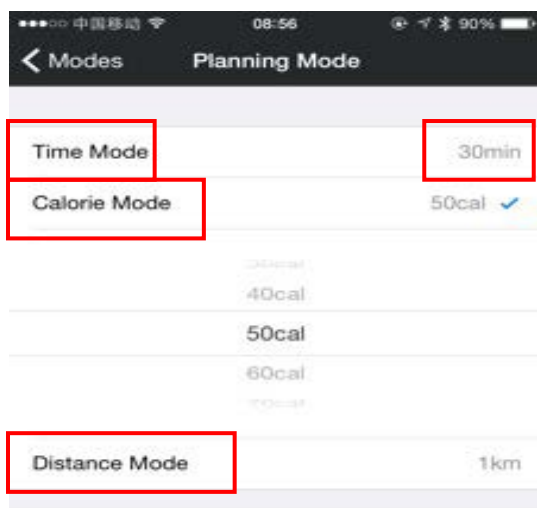 中国移动 08:56 90%
Modes Planning Mode
Time Mode 30min
Calorie Mode 50cal
40cal
50cal
60cal
Distance Mode 1km